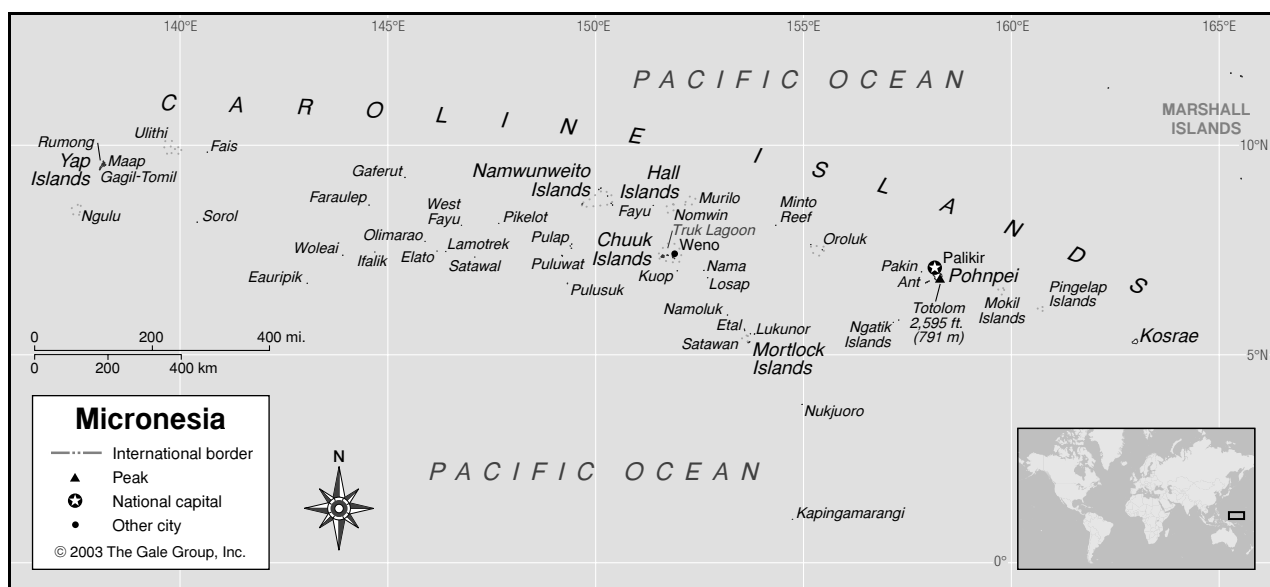 140°E
145°E
150°E
155°E
160°E
165°E
PACIFIC OCEAN
CAROLINE ISLANDS
MARSHALL
ISLANDS
10°N
Rumong
Ulithi
Fais
Yap
Islands
Maap
Gagil-Tomil
Ngulu
Sorol
Gaferut
Faraulep
West
Fayu
Pikelot
Namwunweito
Islands
Hall
Islands
Fayu
Murilo
Nomwin
Truk Lagoon
Minto
Reef
Oroluk
Woleai
Olimarao
Ifalik
Elato
Lamotrek
Satawal
Eauripik
Pulap
Puluwat
Pulusuk
Chuuk
Islands
Weno
Kuop
Nama
Losap
Pakin
Ant
Palikir
Pohnpei
Totolom
2,595 ft.
(791 m)
Pingelap
Islands
Mokil
Islands
Namoluk
Etal
Lukunor
Satawan
Mortlock
Islands
Ngatik
Islands
Kosrae
5°N
0 200 400 mi.
0 200 400 km
Nukjuoro
Micronesia
International border
Peak
National capital
Other city
© 2003 The Gale Group, Inc.
N
PACIFIC OCEAN
Kapingamarangi
0°